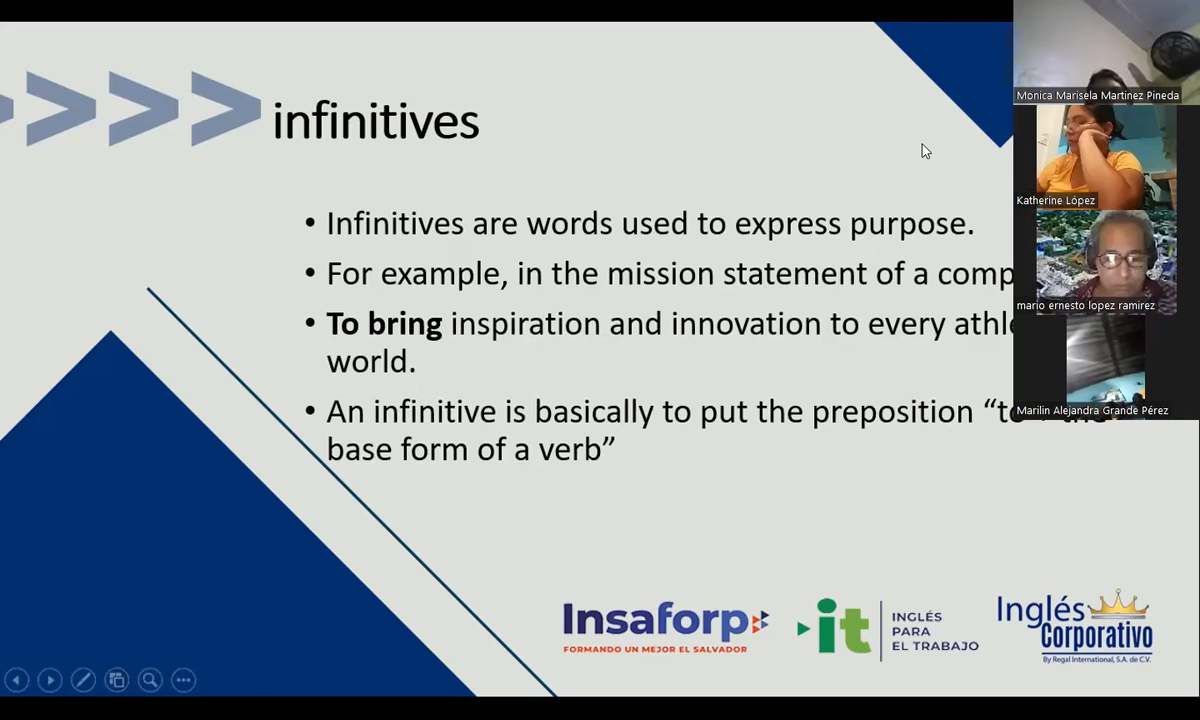 infinitives
• Infinitives are words used to express purpose.
• For example, in the mission statement of a
• To bring inspiration and innovation to every
world.
• An infinitive is basically to put the preposition “to
base form of a verb”
Monica Marisela Martinez Pineda
Katherine López
mario ernesto lopez ramirez
Marilin Alejandra Grande Pérez
Insaforp
FORMANDO UN MEJOR EL SALVADOR
it
INGLÉS
PARA
EL TRABAJO
Inglés
Corporativo
By Regal International, S.A. de C.V.